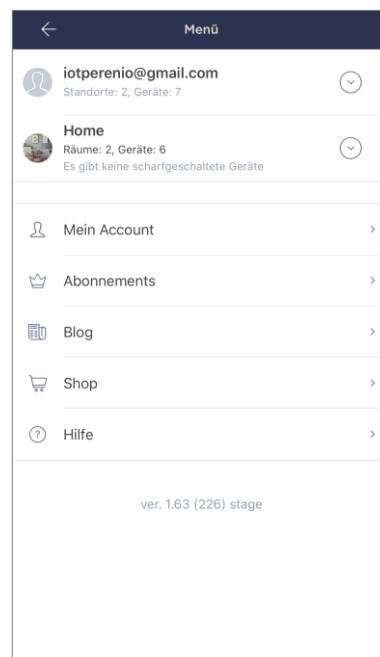 Menü
iotperenio@gmail.com
Standorte: 2, Geräte: 7
Home
Räume: 2, Geräte: 6
Es gibt keine scharfgeschaltete Geräte
Mein Account
Abonnements
Blog
Shop
Hilfe
ver. 1.63 (226) stage